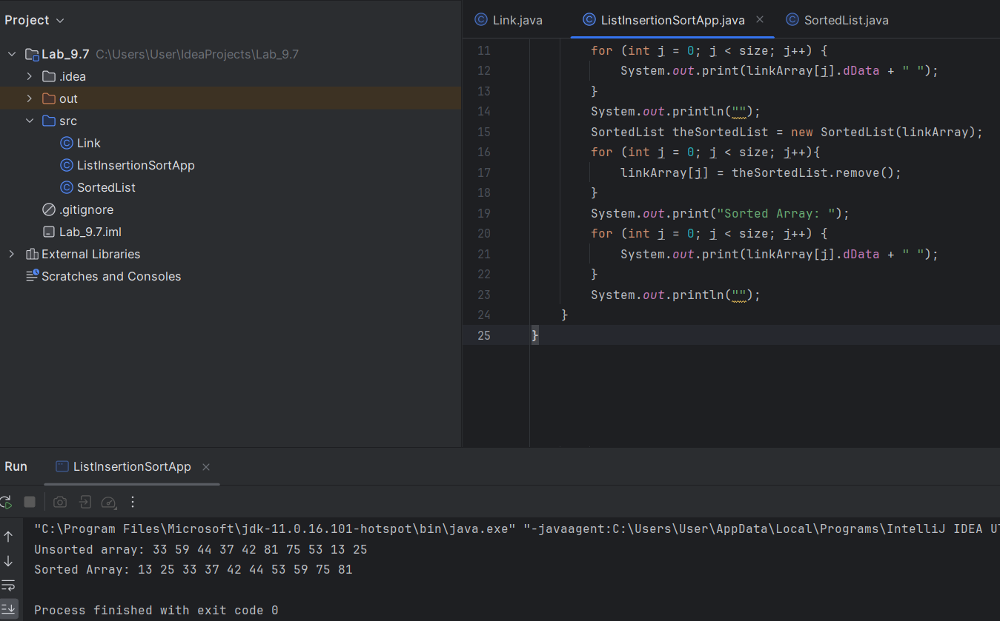 Project
Lab_9.7 C:\Users\User\IdeaProjects\Lab_9.7
.idea
out
src
Link
ListInsertionSortApp
SortedList
.gitignore
Lab_9.7.iml
External Libraries
Scratches and Consoles
Link.java ListInsertionSortApp.java SortedList.java
11 for (int j = 0; j < size; j++) {
12 System.out.print(linkArray[j].dData + " ");
13 }
14 System.out.println("");
15 SortedList theSortedList = new SortedList(linkArray);
16 for (int j = 0; j < size; j++){
17 linkArray[j] = theSortedList.remove();
18 }
19 System.out.print("Sorted Array: ");
20 for (int j = 0; j < size; j++) {
21 System.out.print(linkArray[j].dData + " ");
22 }
23 System.out.println("");
24 }
25 }
Run ListInsertionSortApp
"C:\Program Files\Microsoft\jdk-11.0.16.101-hotspot\bin\java.exe" "-javaagent:C:\Users\User\AppData\Local\Programs\IntelliJ IDEA
Unsorted array: 33 59 44 37 42 81 75 53 13 25
Sorted Array: 13 25 33 37 42 44 53 59 75 81
Process finished with exit code 0